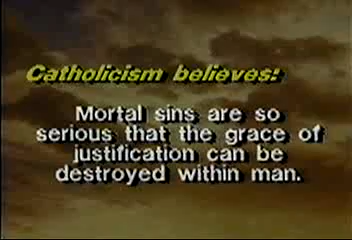 Catholicism believes:
Mortal sins are so
serious that the grace of
justification can be
destroyed within man.